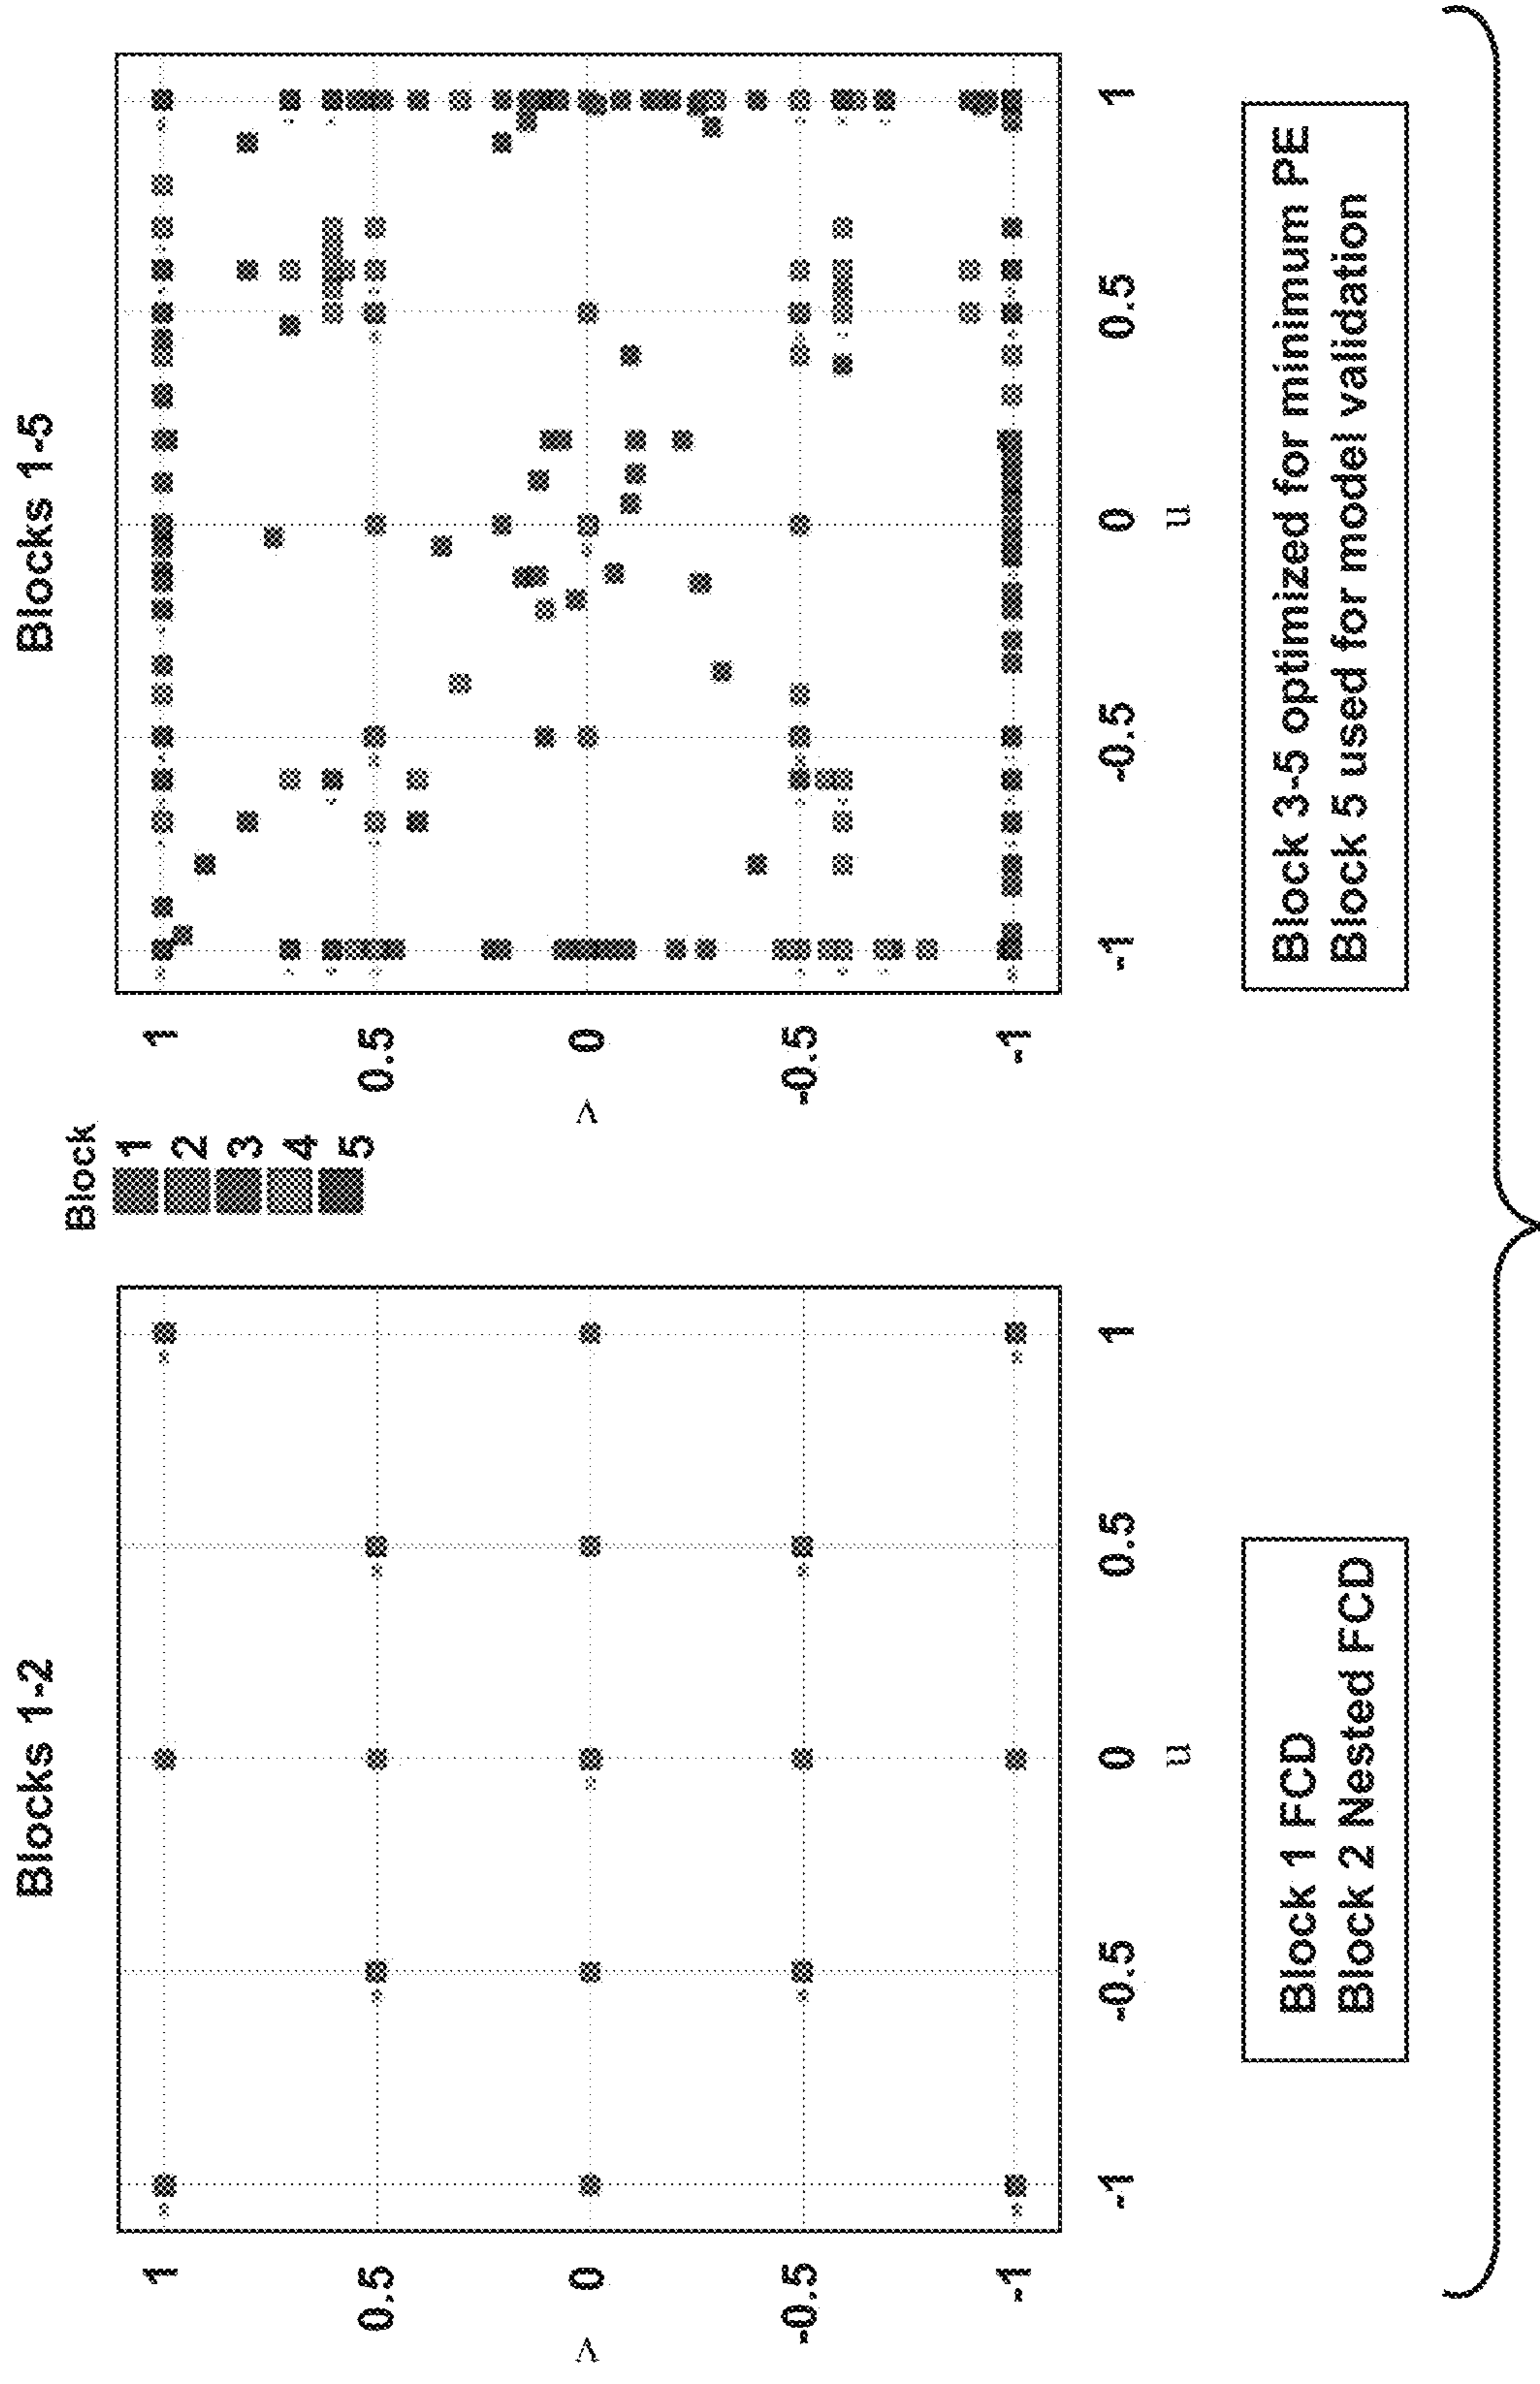 Blocks 1-2
1
0.5
0
-0.5
-1
v
-1
-0.5
0
0.5
1
u
Block 1 FCD
Block 2 Nested FCD
Block
1
2
3
4
5
Blocks 1-5
1
0.5
0
-0.5
-1
v
-1
-0.5
0
0.5
1
u
Block 3-5 optimized for minimum PE
Block 5 used for model validation